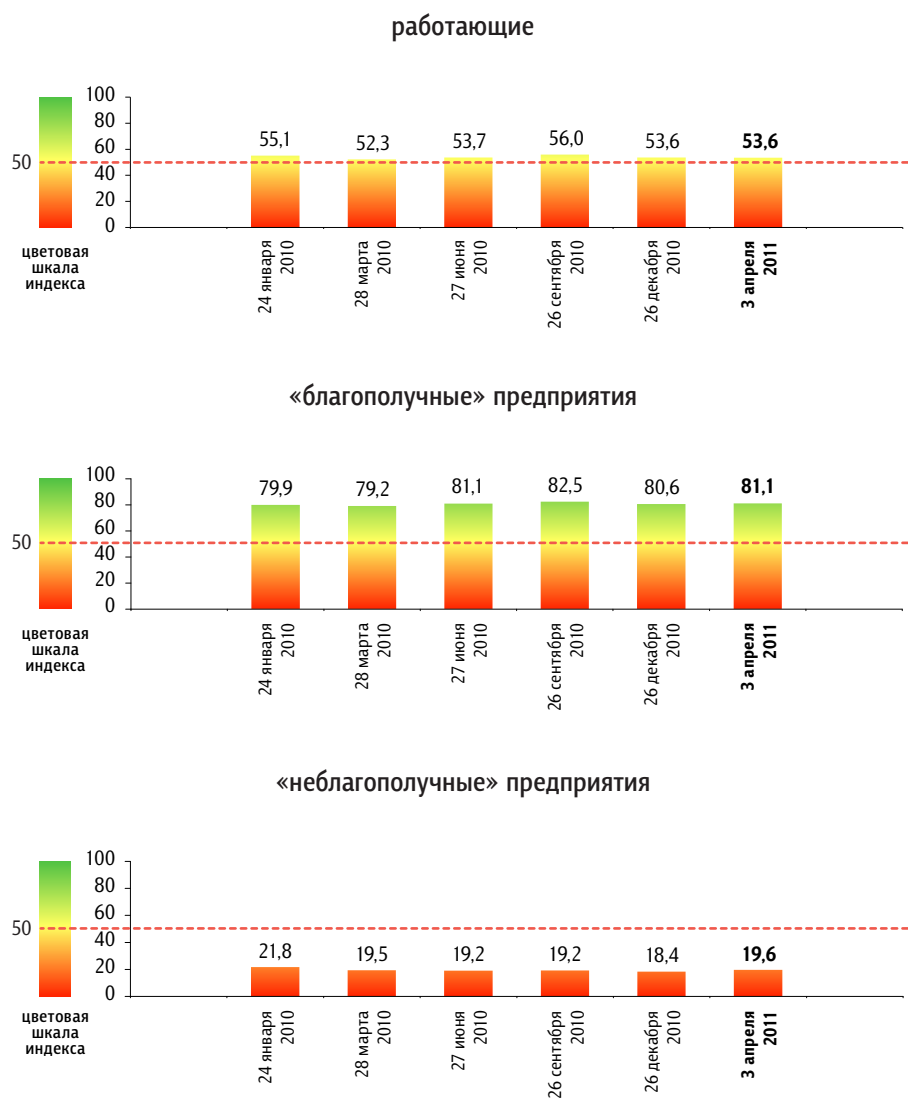 работающие
100
80
60
50
40
20
0
55,1 52,3 53,7 56,0 53,6 53,6
цветовая
шкала
индекса
24 января
2010
28 марта
2010
27 июня
2010
26 сентября
2010
26 декабря
2010
3 апреля
2011
«благополучные» предприятия
100
80
60
50
40
20
0
79,9 79,2 81,1 82,5 80,6 81,1
цветовая
шкала
индекса
24 января
2010
28 марта
2010
27 июня
2010
26 сентября
2010
26 декабря
2010
3 апреля
2011
«неблагополучные» предприятия
100
80
60
50
40
20
0
21,8 19,5 19,2 19,2 18,4 19,6
цветовая
шкала
индекса
24 января
2010
28 марта
2010
27 июня
2010
26 сентября
2010
26 декабря
2010
3 апреля
2011